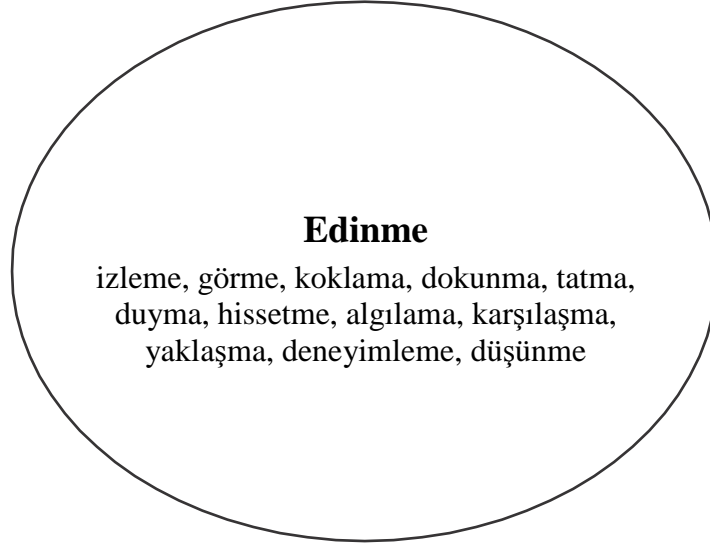 Edinme
izleme, görme, koklama, dokunma, tatma,
duyma, hissetme, algılama, karşılaşma,
yaklaşma, deneyimleme, düşünme